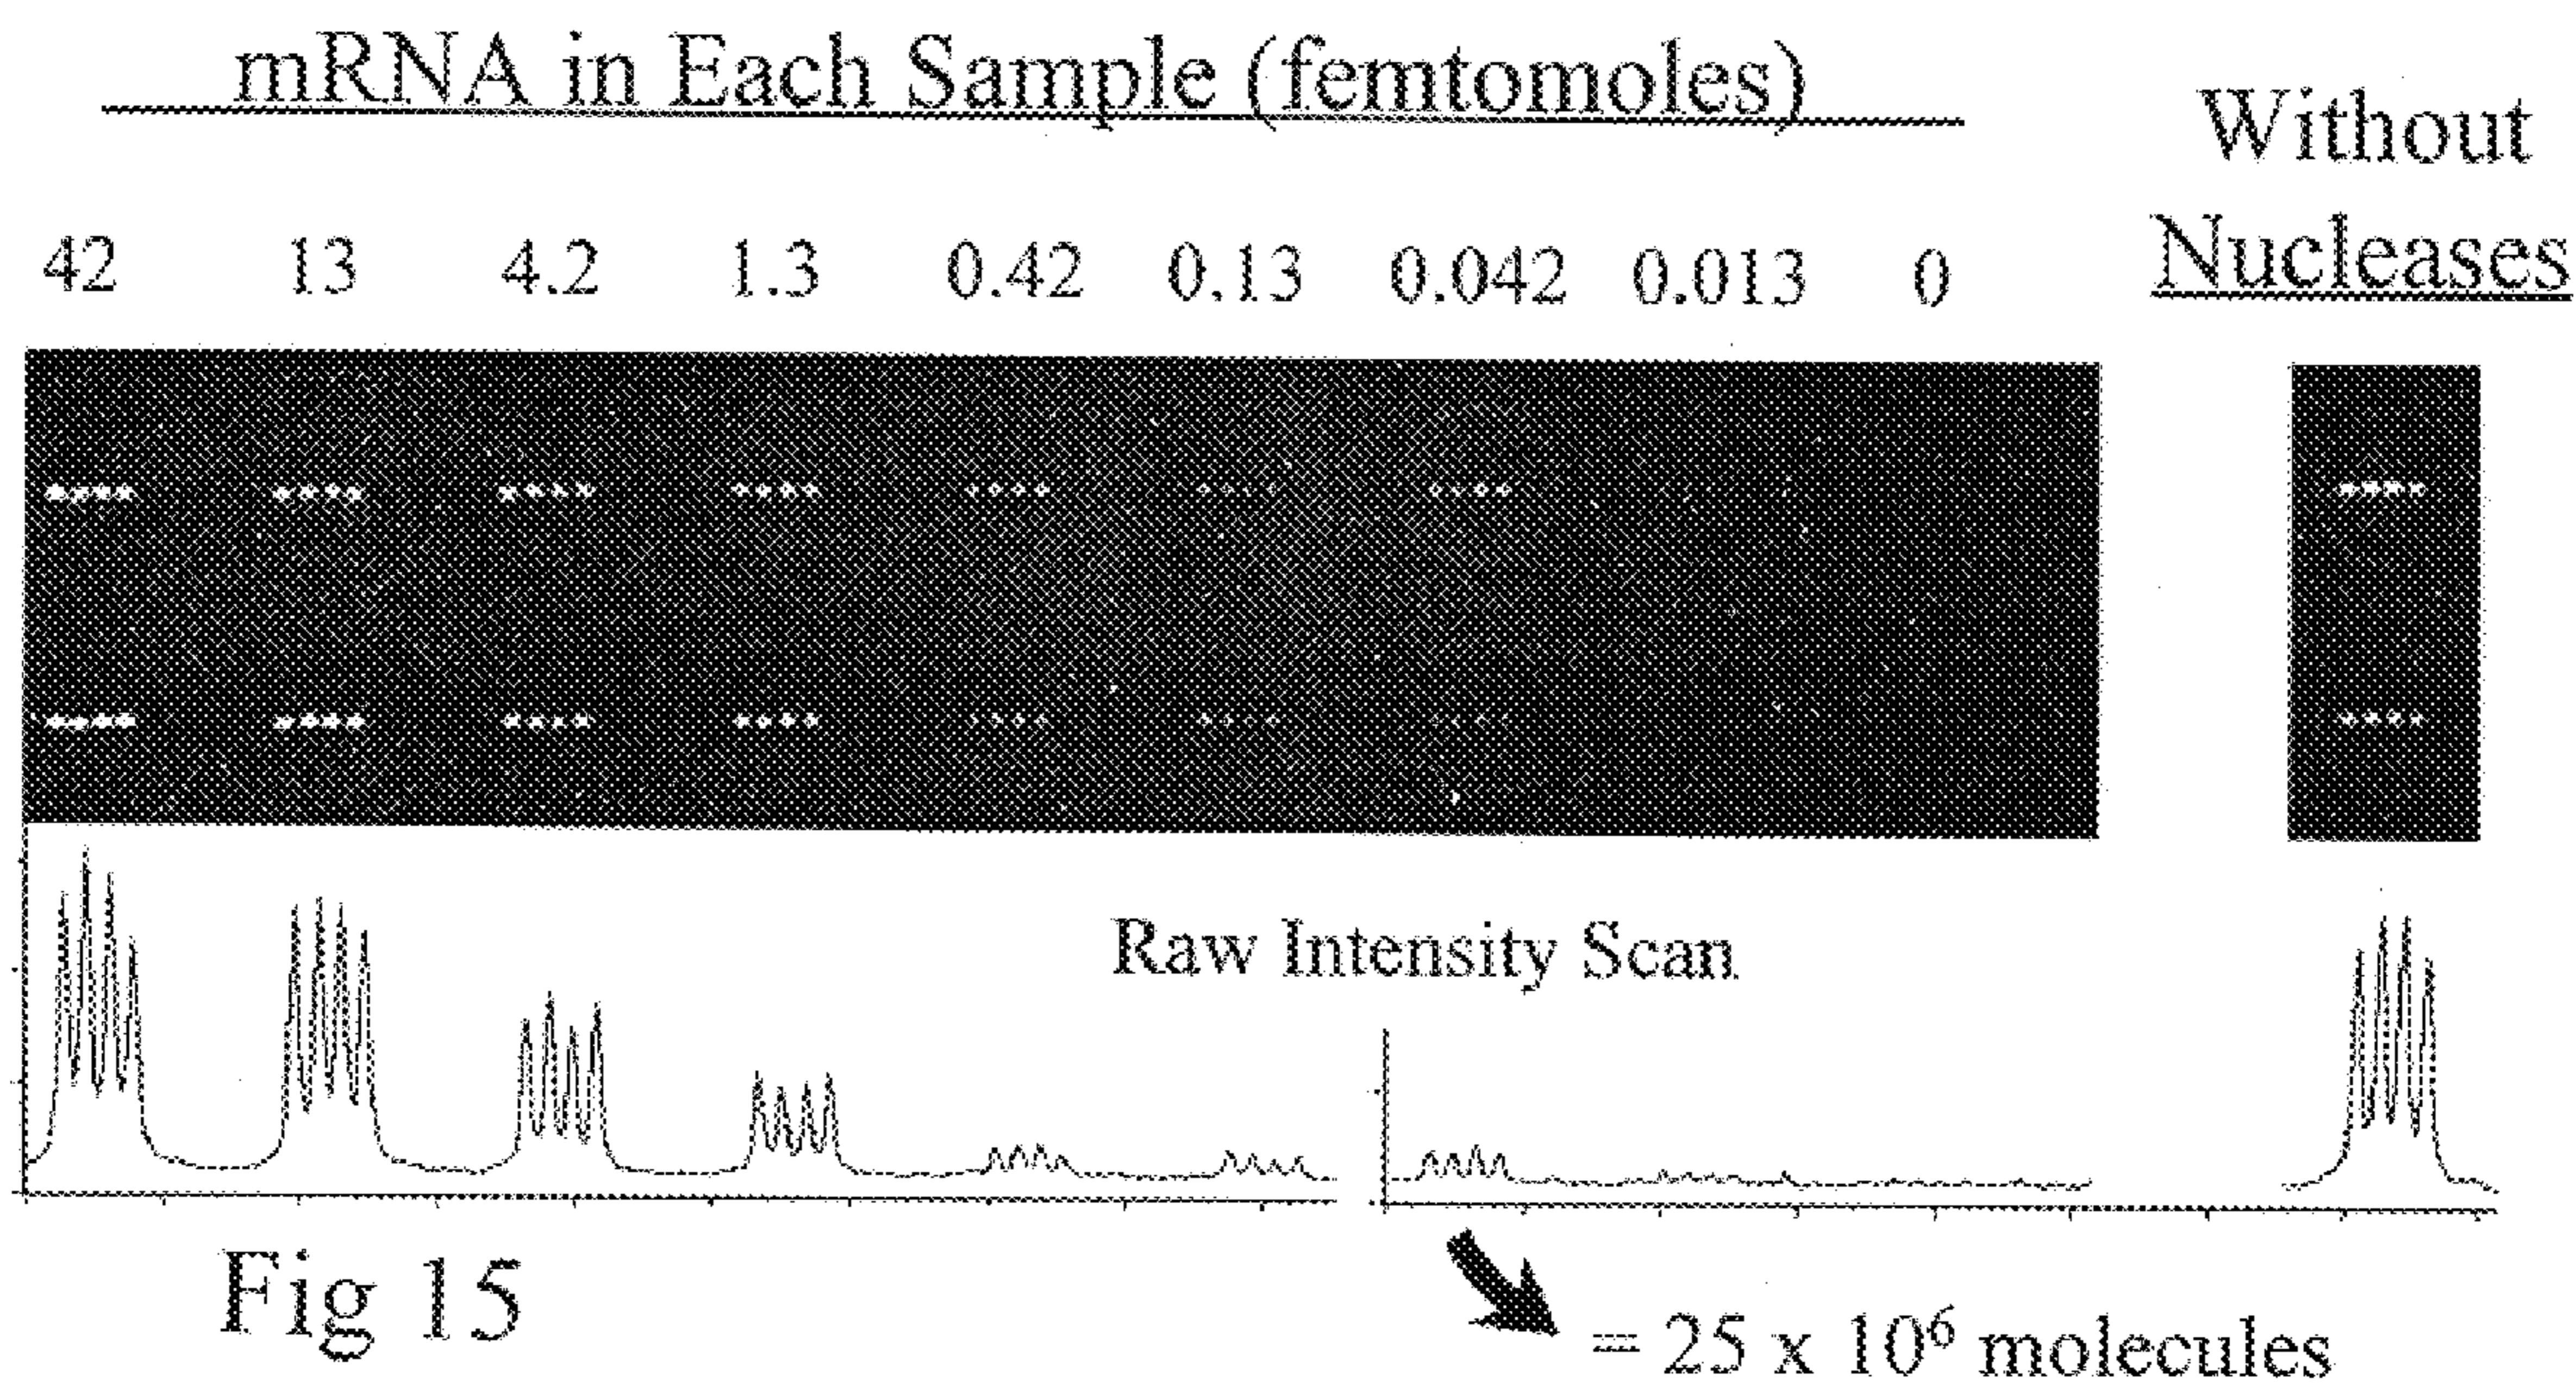 mRNA in Each Sample (femtomoles)
Without
Nucleases
42 13 4.2 1.3 0.42 0.13 0.042 0.013 0
Raw Intensity Scan
Fig 15
= 25 x 10⁶ molecules